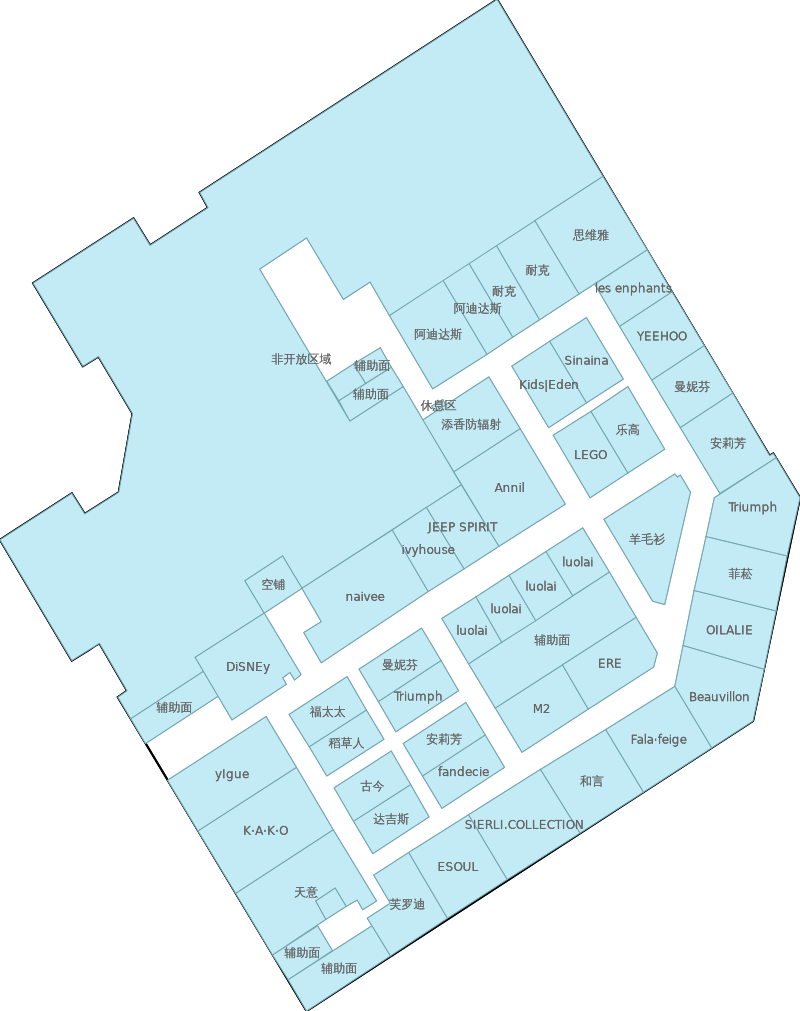 思维雅
耐克
les enphants
耐克
阿迪达斯
阿迪达斯
YEEHOO
非开放区域
辅助面
Sinaina
Kids|Eden
曼妮芬
辅助面
休息区
添香防辐射
乐高
安莉芳
LEGO
Annil
Triumph
JEEP SPIRIT
羊毛衫
ivyhouse
luolai
菲菘
空铺
luolai
naivee
luolai
luolai
OILALIE
辅助面
DiSNEy
曼妮芬
ERE
Triumph
Beauvillon
辅助面
福太太
M2
稻草人
安莉芳
Fala·feige
ylgue
fandecie
古今
和言
达吉斯
SIERLI.COLLECTION
K·A·K·O
ESOUL
天意
芙罗迪
辅助面
辅助面